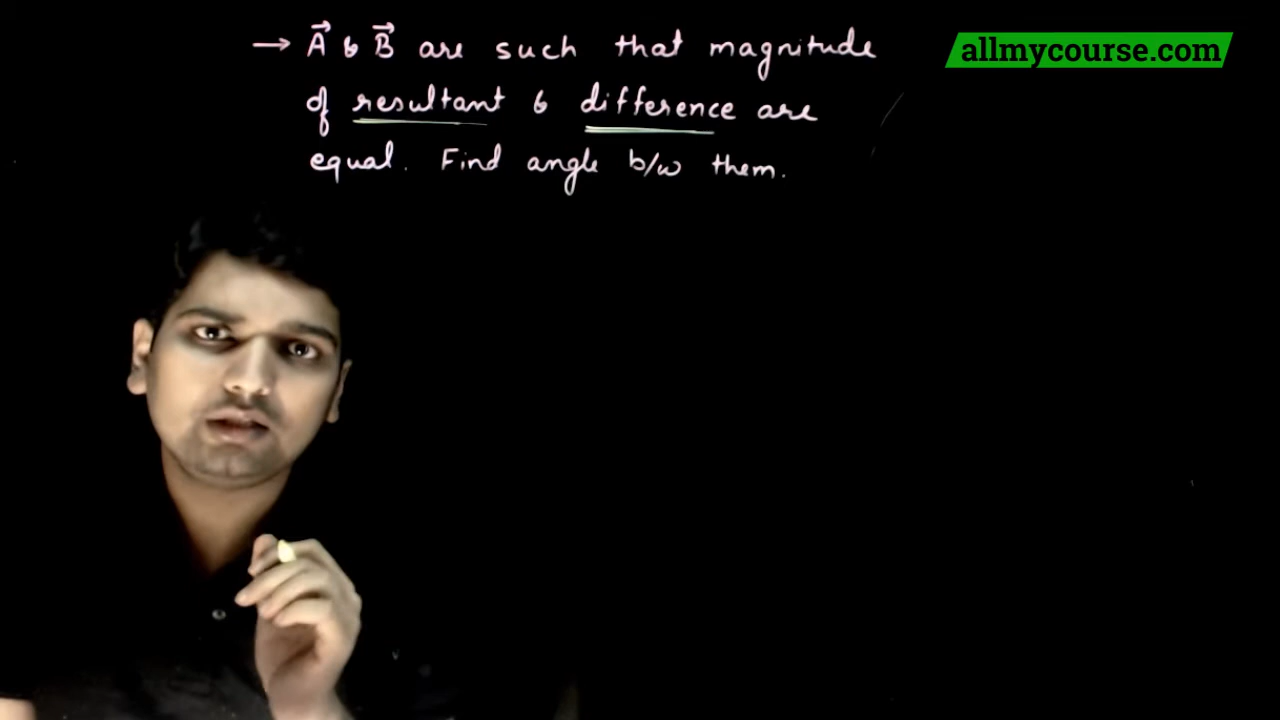 → A⃗ & B⃗ are such that magnitude
of resultant & difference are
equal. Find angle b/w them.
allmycourse.com